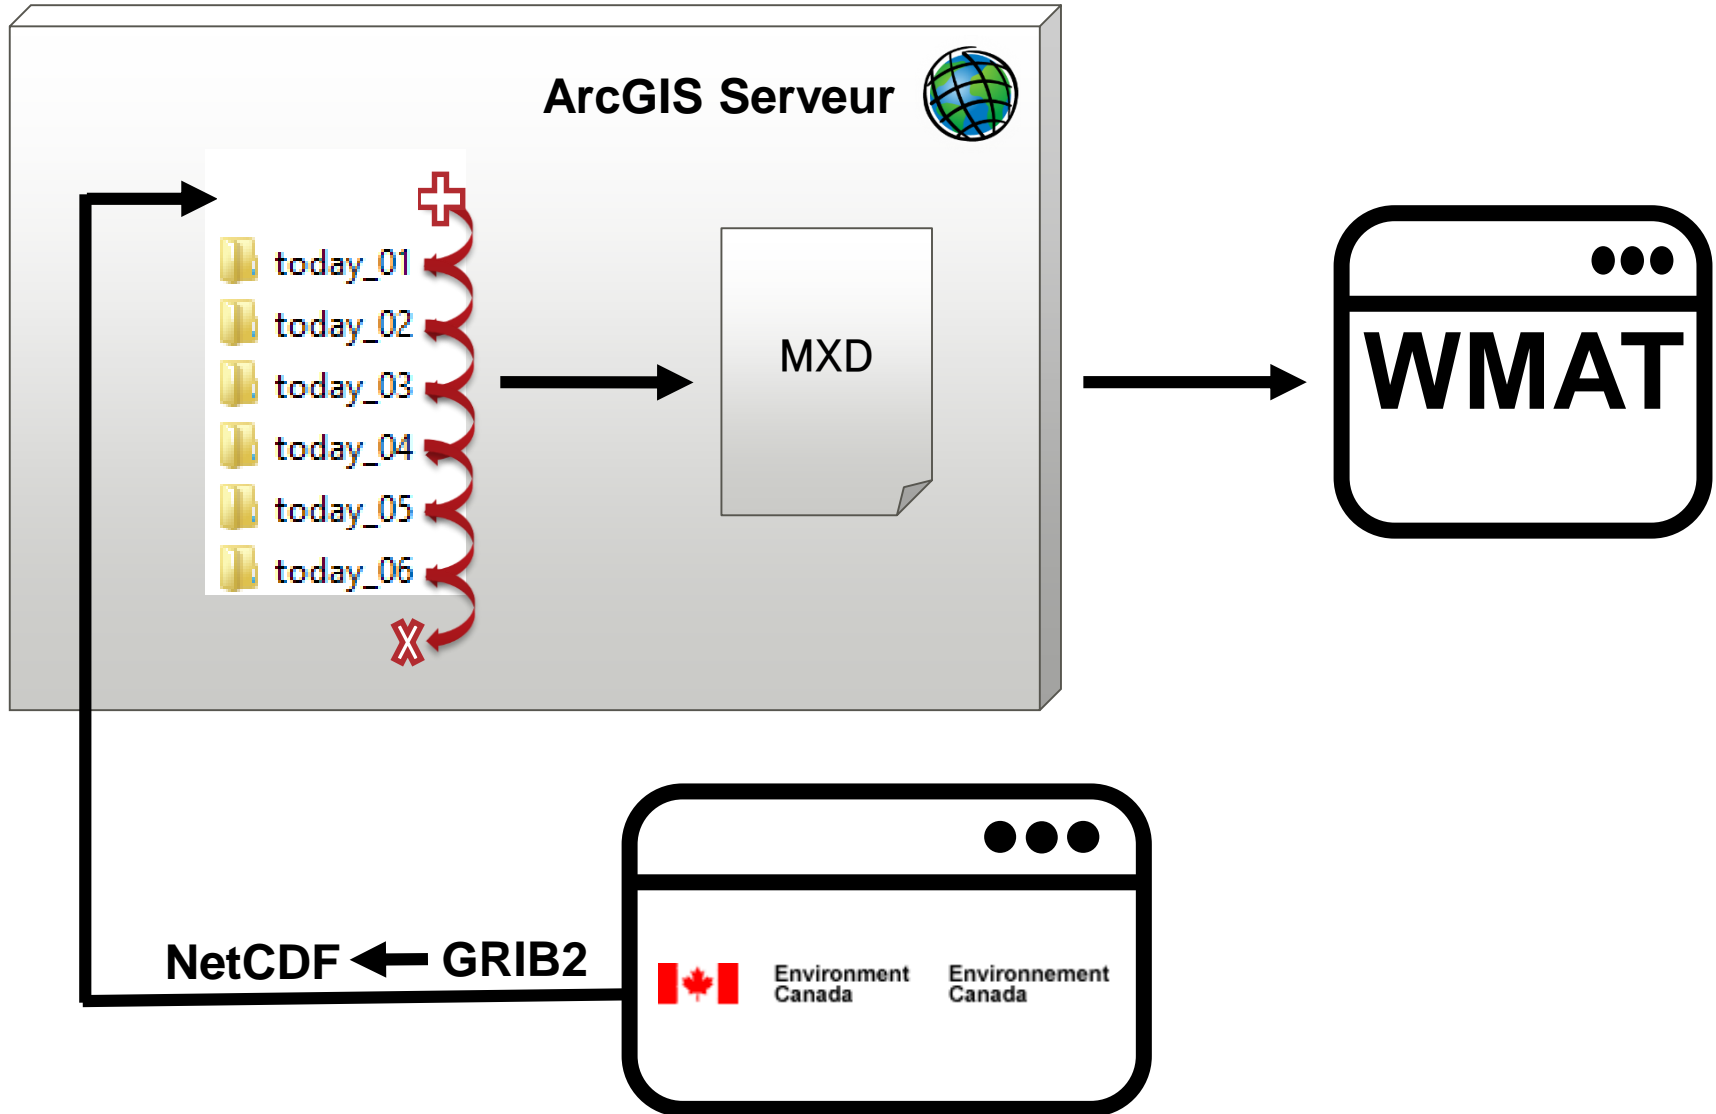 ArcGIS Serveur
today_01
today_02
today_03
today_04
today_05
today_06
MXD
WMAT
NetCDF
GRIB2
Environment
Canada
Environnement
Canada